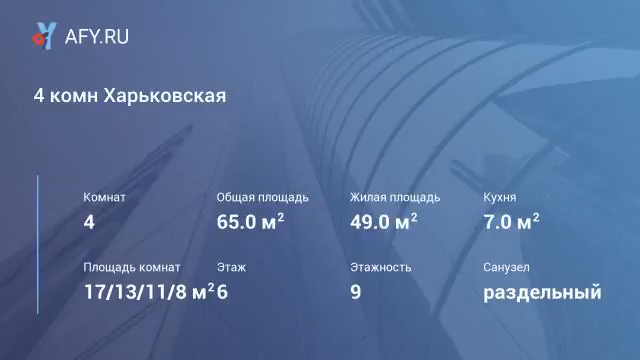 AFY.RU
4 комн Харьковская
Комнат Общая площадь Жилая площадь Кухня
4 65.0 м² 49.0 м² 7.0 м²
Площадь комнат Этаж Этажность Санузел
17/13/11/8 м² 6 9 раздельный